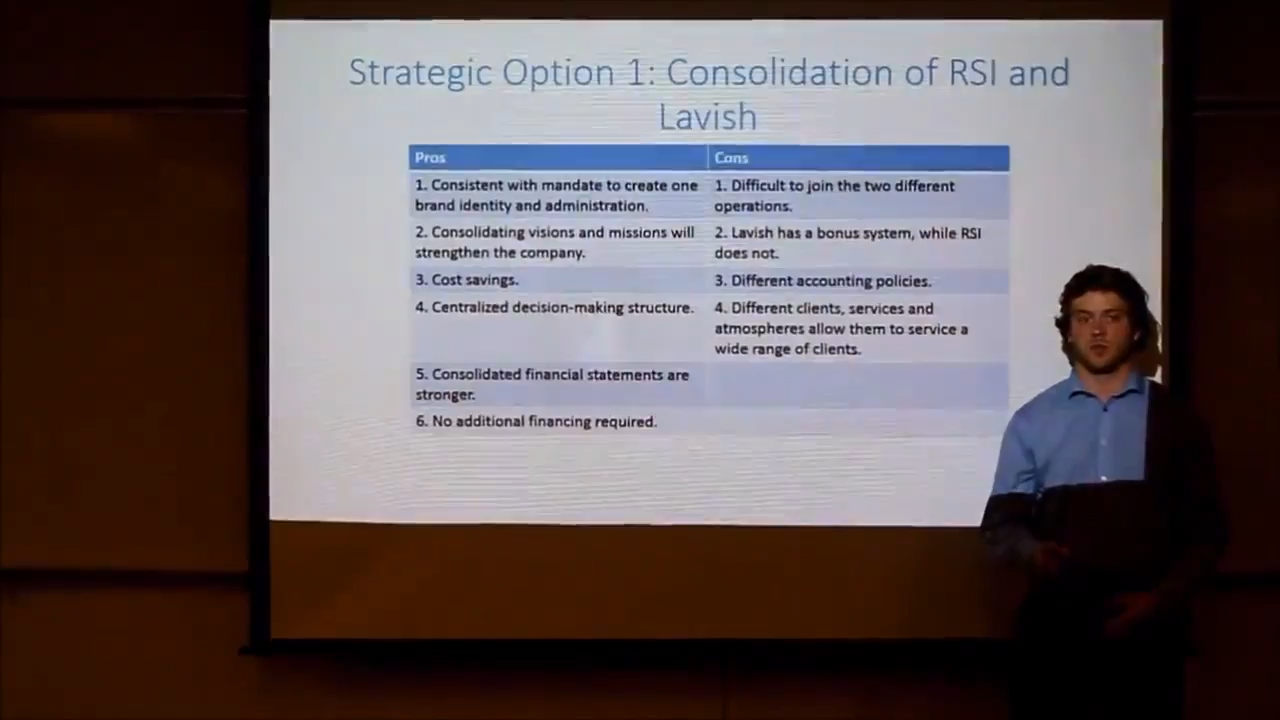 Strategic Option 1: Consolidation of RSI and
Lavish
Pros
Cons
1. Consistent with mandate to create one
brand identity and administration.
1. Difficult to join the two different
operations.
2. Consolidating visions and missions will
strengthen the company.
2. Lavish has a bonus system, while RSI
does not.
3. Cost savings.
3. Different accounting policies.
4. Centralized decision-making structure.
4. Different clients, services and
atmospheres allow them to service a
wide range of clients.
5. Consolidated financial statements are
stronger.
6. No additional financing required.